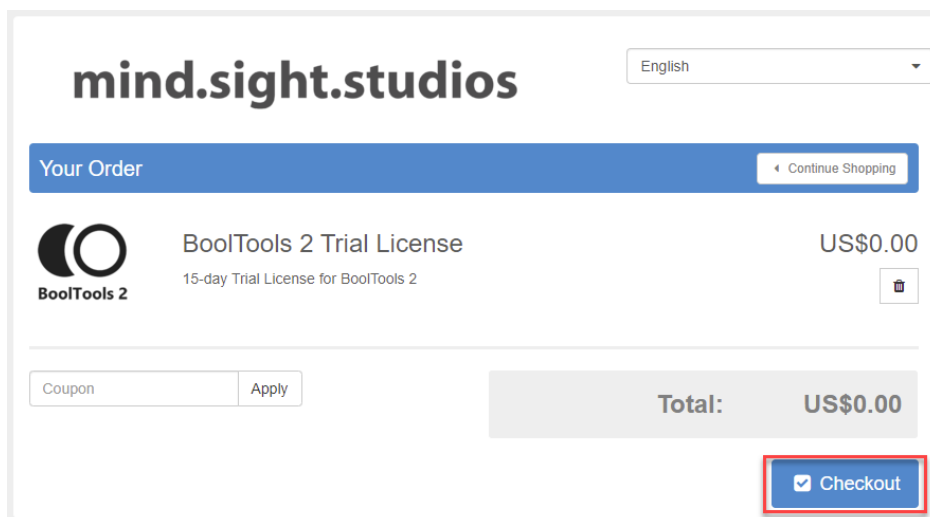 mind.sight.studios
English
Your Order
Continue Shopping
BoolTools 2
BoolTools 2 Trial License
15-day Trial License for BoolTools 2
US$0.00
Coupon
Apply
Total: US$0.00
Checkout